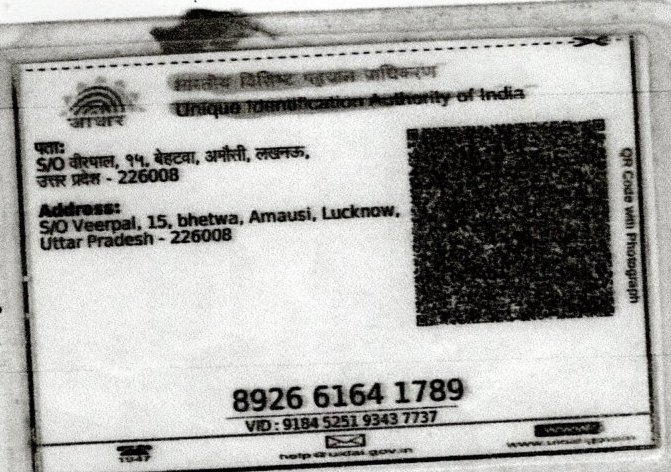 भारतीय विशिष्ट पहचान प्राधिकरण
Unique Identification Authority of India
आधार
पता:
S/O वीरपाल, १५, बेहटवा, अमौसी, लखनऊ,
उत्तर प्रदेश - 226008
Address:
S/O Veerpal, 15, bhetwa, Amausi, Lucknow,
Uttar Pradesh - 226008
QR Code with Photograph
8926 6164 1789
VID : 9184 5251 9343 7737
1947
help@uidai.gov.in
www.uidai.gov.in